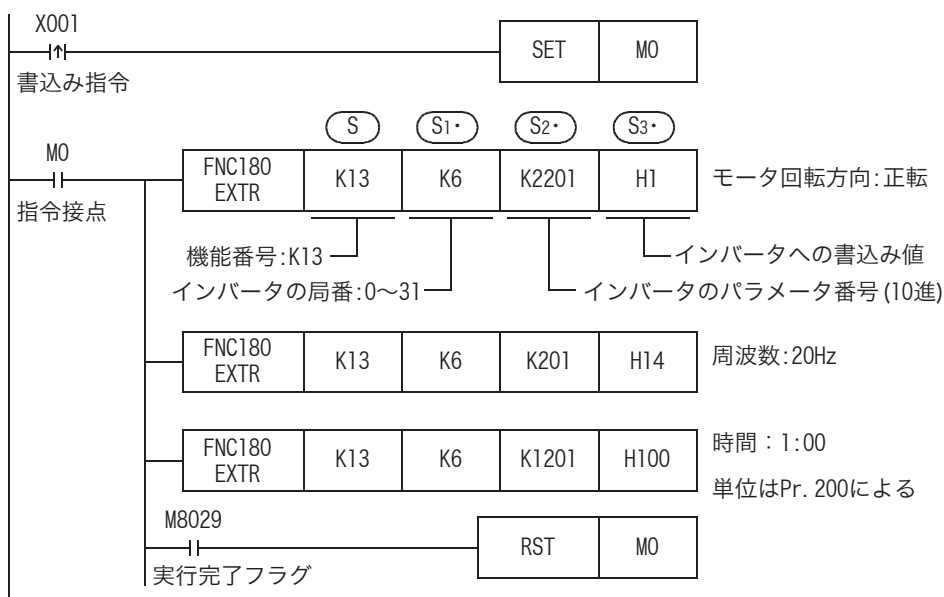 X001
SET M0
書込み指令
S S1・ S2・ S3・
M0
FNC180 EXTR K13 K6 K2201 H1 モータ回転方向:正転
指令接点
機能番号:K13 インバータへの書込み値
インバータの局番:0～31 インバータのパラメータ番号(10進)
FNC180 EXTR K13 K6 K201 H14 周波数:20Hz
FNC180 EXTR K13 K6 K1201 H100 時間：1:00
単位はPr.200による
M8029
RST M0
実行完了フラグ